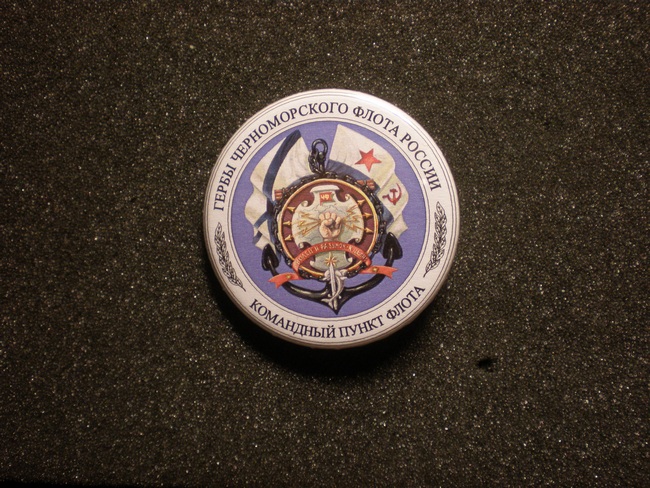 ГЕРБЫ ЧЕРНОМОРСКОГО ФЛОТА РОССИИ
КОМАНДНЫЙ ПУНКТ ФЛОТА